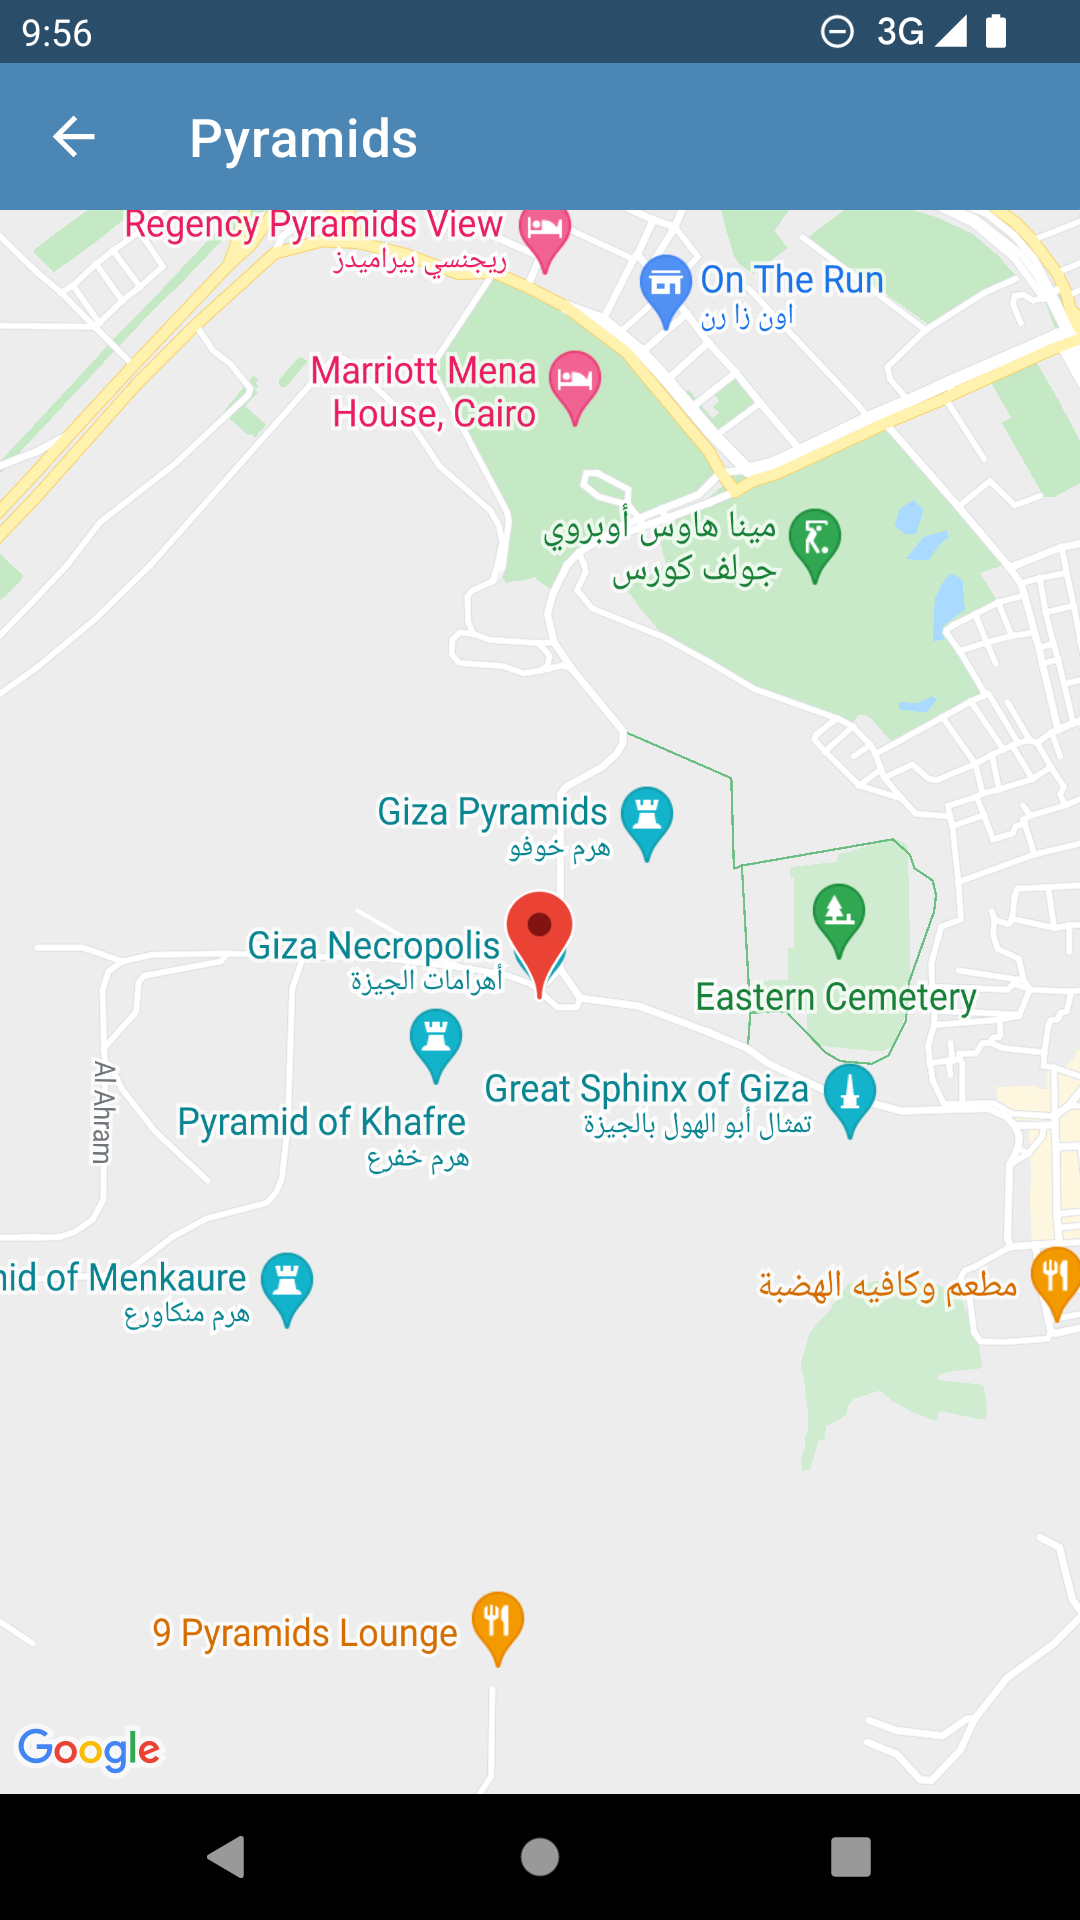 9:56
3G
Pyramids
Regency Pyramids View
ريجنسي بيراميدز
On The Run
اون زا رن
Marriott Mena
House, Cairo
مينا هاوس أوبروي
جولف كورس
Giza Pyramids
هرم خوفو
Giza Necropolis
أهرامات الجيزة
Eastern Cemetery
Al Ahram
Great Sphinx of Giza
تمثال أبو الهول بالجيزة
Pyramid of Khafre
هرم خفرع
id of Menkaure
هرم منكاورع
مطعم وكافيه الهضبة
9 Pyramids Lounge
Google